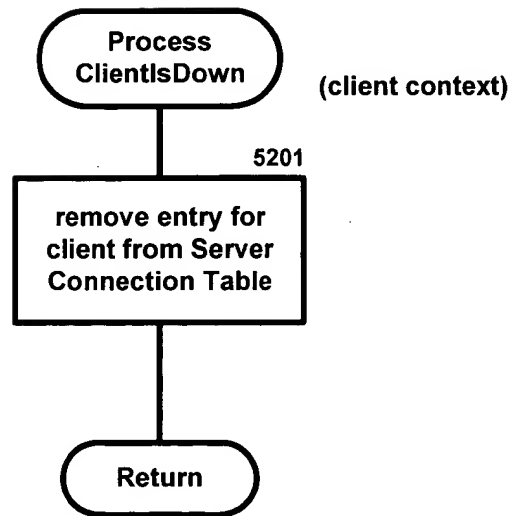 Process
ClientIsDown
(client context)
5201
remove entry for
client from Server
Connection Table
Return